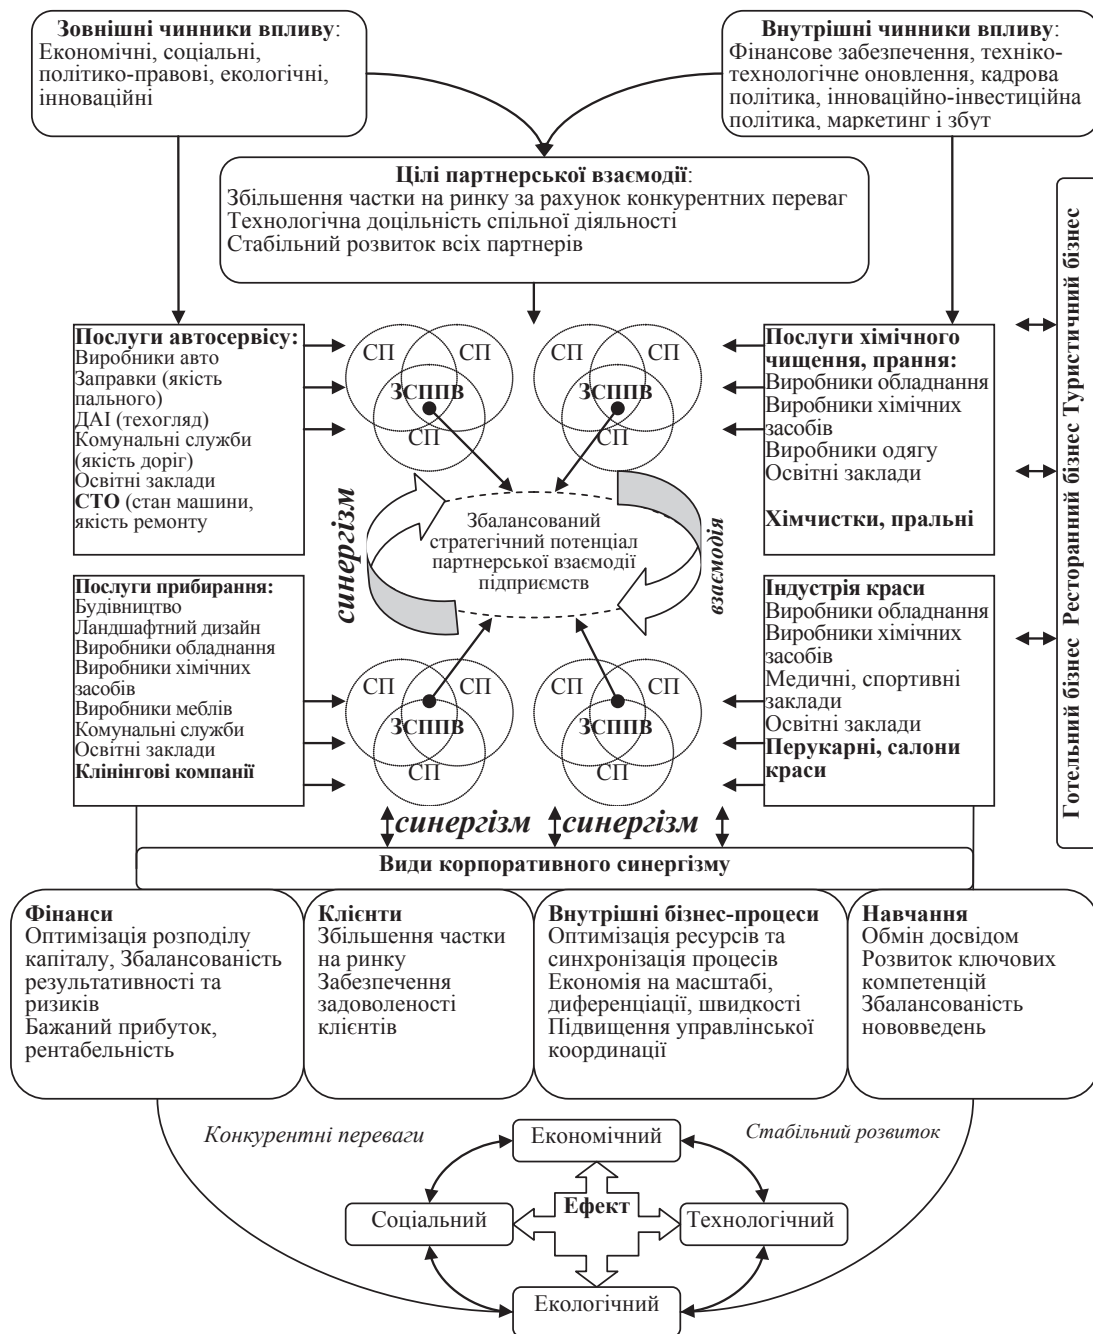 Зовнішні чинники впливу:
Економічні, соціальні,
політико-правові, екологічні,
інноваційні
Внутрішні чинники впливу:
Фінансове забезпечення, техніко-
технологічне оновлення, кадрова
політика, інноваційно-інвестиційна
політика, маркетинг і збут
Цілі партнерської взаємодії:
Збільшення частки на ринку за рахунок конкурентних переваг
Технологічна доцільність спільної діяльності
Стабільний розвиток всіх партнерів
Послуги автосервісу:
Виробники авто
Заправки (якість
пального)
ДАІ (техогляд)
Комунальні служби
(якість доріг)
Освітні заклади
СТО (стан машини,
якість ремонту
СП
СП
ЗСППВ
СП
СП
СП
ЗСППВ
СП
Послуги хімічного
чищення, прання:
Виробники обладнання
Виробники хімічних
засобів
Виробники одягу
Освітні заклади
Хімчистки, пральні
Готельний бізнес Ресторанний бізнес Туристичний бізнес
синергізм
Збалансований
стратегічний потенціал
партнерської взаємодії
підприємств
взаємодія
Послуги прибирання:
Будівництво
Ландшафтний дизайн
Виробники обладнання
Виробники хімічних
засобів
Виробники меблів
Комунальні служби
Освітні заклади
Клінінгові компанії
СП
СП
ЗСППВ
СП
СП
СП
ЗСППВ
СП
Індустрія краси
Виробники обладнання
Виробники хімічних
засобів
Медичні, спортивні
заклади
Освітні заклади
Перукарні, салони
краси
синергізм
синергізм
Види корпоративного синергізму
Фінанси
Оптимізація розподілу
капіталу, Збалансованість
результативності та
ризиків
Бажаний прибуток,
рентабельність
Клієнти
Збільшення частки
на ринку
Забезпечення
задоволеності
клієнтів
Внутрішні бізнес-процеси
Оптимізація ресурсів та
синхронізація процесів
Економія на масштабі,
диференціації, швидкості
Підвищення управлінської
координації
Навчання
Обмін досвідом
Розвиток ключових
компетенцій
Збалансованість
нововведень
Конкурентні переваги
Стабільний розвиток
Економічний
Соціальний
Ефект
Технологічний
Екологічний